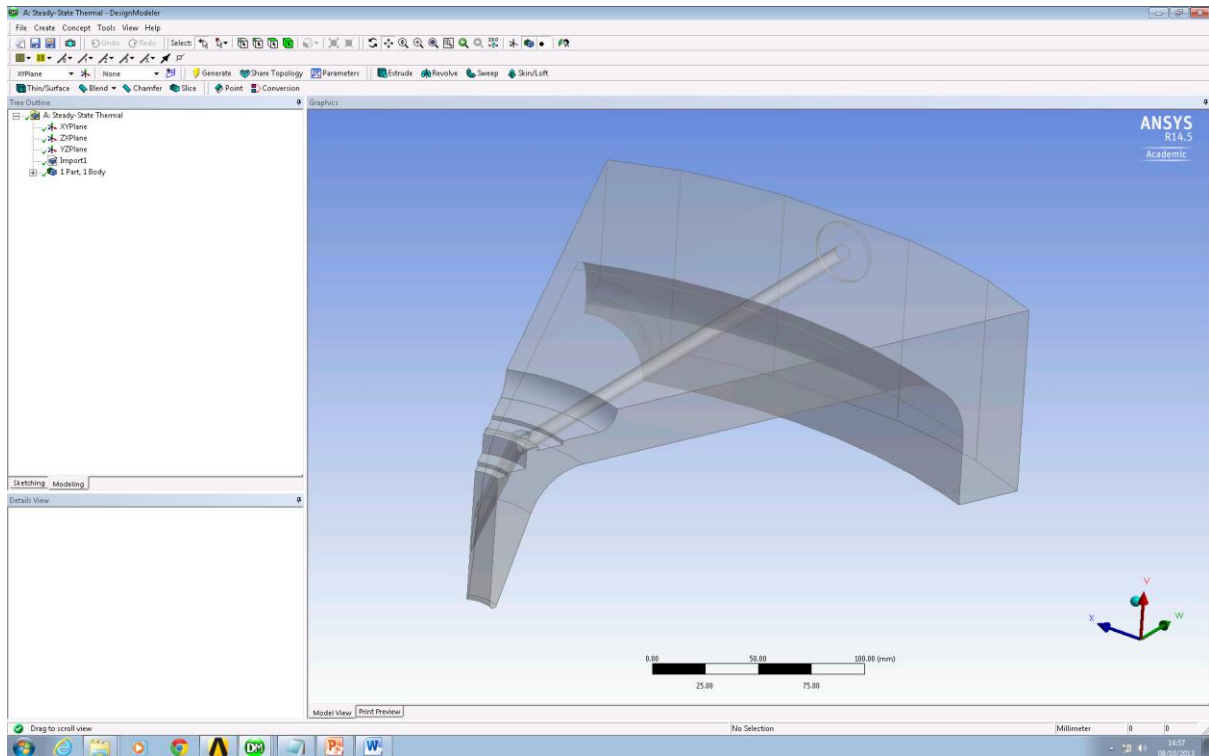 A: Steady-State Thermal - DesignModeler
File Create Concept Tools View Help
Undo Redo Select:
XYPlane None Generate Share Topology Parameters Extrude Revolve Sweep Skin/Loft
Thin/Surface Blend Chamfer Slice Point Conversion
Tree Outline
A: Steady-State Thermal
XYPlane
ZXPlane
YZPlane
Import1
1 Part, 1 Body
Sketching Modeling
Details View
Graphics
ANSYS
R14.5
Academic
V
X W
0.00 50.00 100.00 (mm)
25.00 75.00
Model View Print Preview
Drag to scroll view No Selection Millimeter 0 0
14:57
08/10/2013